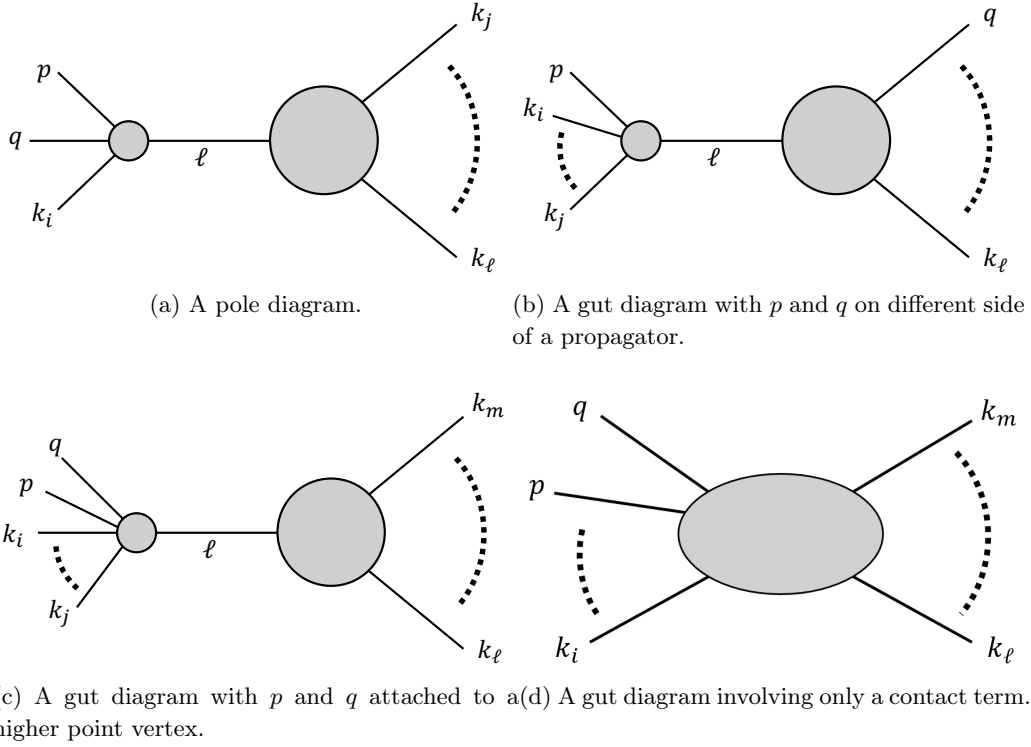 p
q
k_i
ℓ
k_j
k_ℓ
(a) A pole diagram.
p
k_i
k_j
ℓ
q
k_ℓ
(b) A gut diagram with p and q on different side
of a propagator.
q
p
k_i
k_j
ℓ
k_m
k_ℓ
(c) A gut diagram with p and q attached to a
higher point vertex.
q
p
k_i
k_m
k_ℓ
(d) A gut diagram involving only a contact term.